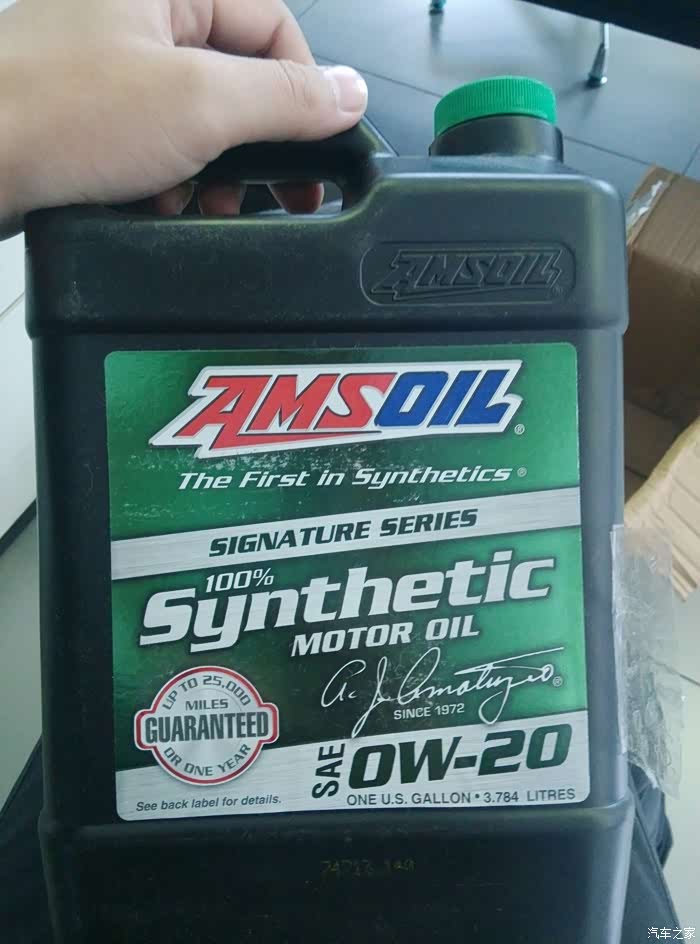 AMSOIL
AMSOIL®
The First in Synthetics®
SIGNATURE SERIES
100%
Synthetic
MOTOR OIL
A. J. Amatuzio®
SINCE 1972
UP TO 25,000
MILES
GUARANTEED
OR ONE YEAR
See back label for details.
SAE 0W-20
ONE U.S. GALLON • 3.784 LITRES
汽车之家